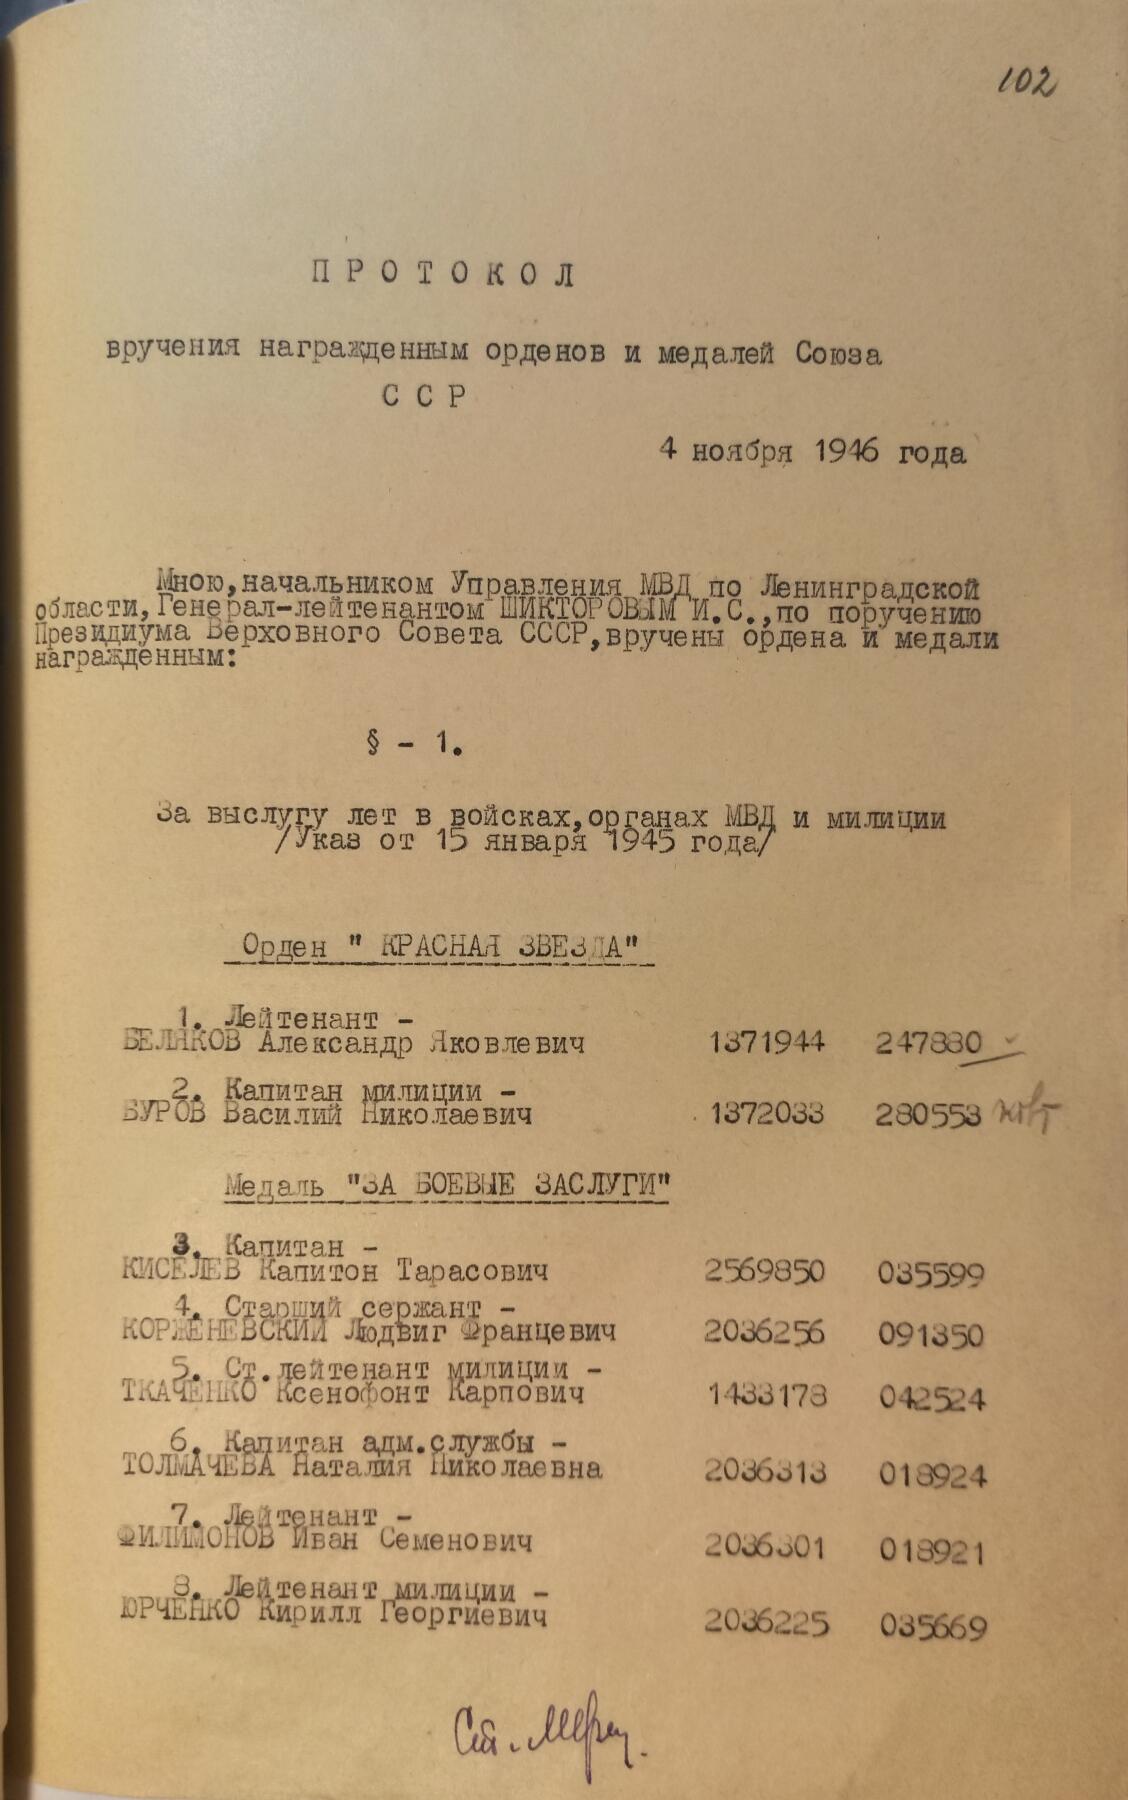 102
ПРОТОКОЛ
вручения награжденным орденов и медалей Союза
ССР
4 ноября 1946 года
Мною,начальником Управления МВД по Ленинградской
области,Генерал-лейтенантом ШИКТОРОВЫМ И.С.,по поручению
Президиума Верховного Совета СССР,вручены ордена и медали
награжденным:
§ - 1.
За выслугу лет в войсках,органах МВД и милиции
/Указ от 15 января 1945 года/
Орден " КРАСНАЯ ЗВЕЗДА"
1. Лейтенант -
БЕЛЯКОВ Александр Яковлевич 1371944 247880
2. Капитан милиции -
БУРОВ Василий Николаевич 1372033 280553
Медаль "ЗА БОЕВЫЕ ЗАСЛУГИ"
3. Капитан -
КИСЕЛЕВ Капитон Тарасович 2569850 035599
4. Старший сержант -
КОРЖЕНЕВСКИЙ Людвиг Францевич 2036256 091350
5. Ст.лейтенант милиции -
ТКАЧЕНКО Ксенофонт Карпович 1433178 042524
6. Капитан адм.службы -
ТОЛМАЧЕВА Наталия Николаевна 2036313 018924
7. Лейтенант -
ФИЛИМОНОВ Иван Семенович 2036301 018921
8. Лейтенант милиции -
ЮРЧЕНКО Кирилл Георгиевич 2036225 035669